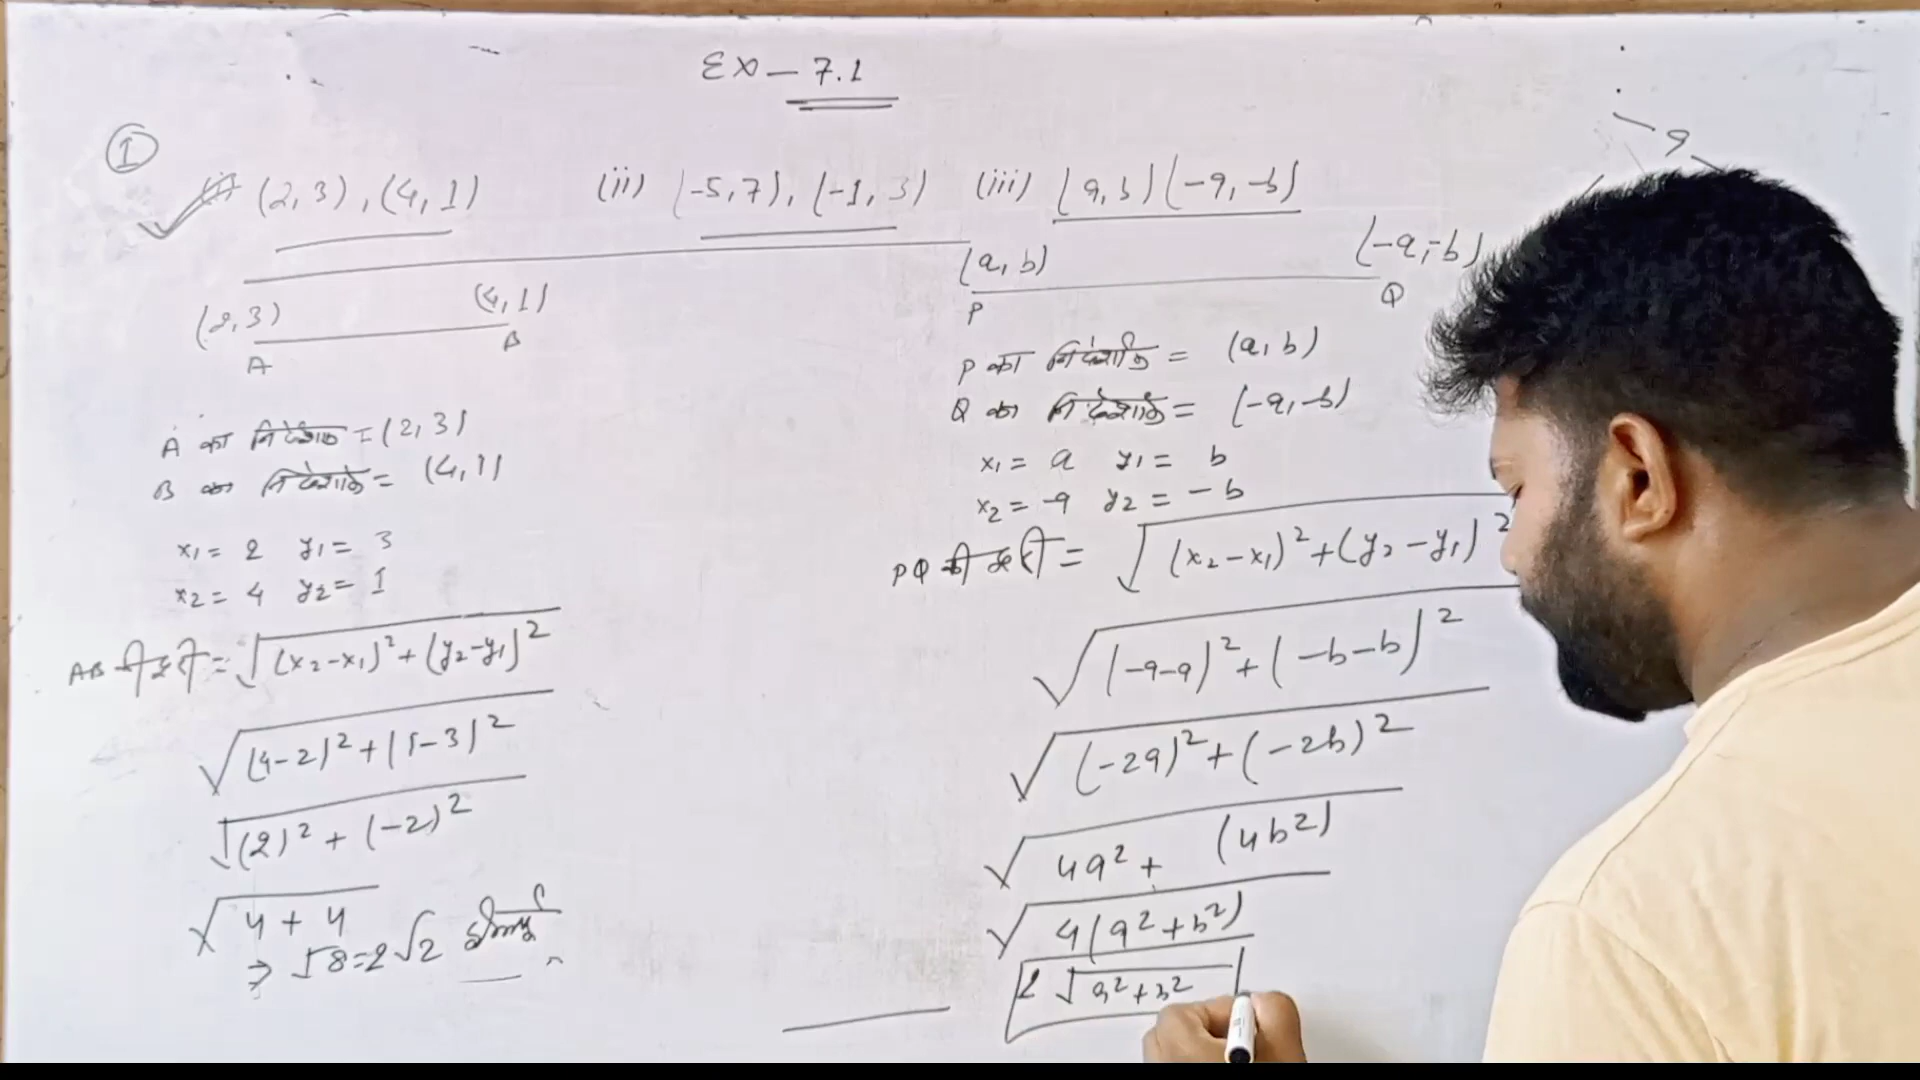 Ex - 7.1
①
(i) (2, 3), (4, 1) (ii) (-5, 7), (-1, 3) (iii) (a, b) (-a, -b)
(2, 3) (4, 1)
A B
A का निर्देशांक = (2, 3)
B का निर्देशांक = (4, 1)
x₁ = 2 y₁ = 3
x₂ = 4 y₂ = 1
AB की दूरी = √(x₂-x₁)² + (y₂-y₁)²
√(4-2)² + (1-3)²
√(2)² + (-2)²
√4 + 4
⇒ √8 = 2√2
(a, b) (-a, -b)
P Q
P का निर्देशांक = (a, b)
Q का निर्देशांक = (-a, -b)
x₁ = a y₁ = b
x₂ = -a y₂ = -b
PQ की दूरी = √(x₂-x₁)² + (y₂-y₁)²
√(-a-a)² + (-b-b)²
√(-2a)² + (-2b)²
√4a² + (4b²)
√4(a² + b²)
2√a² + b²